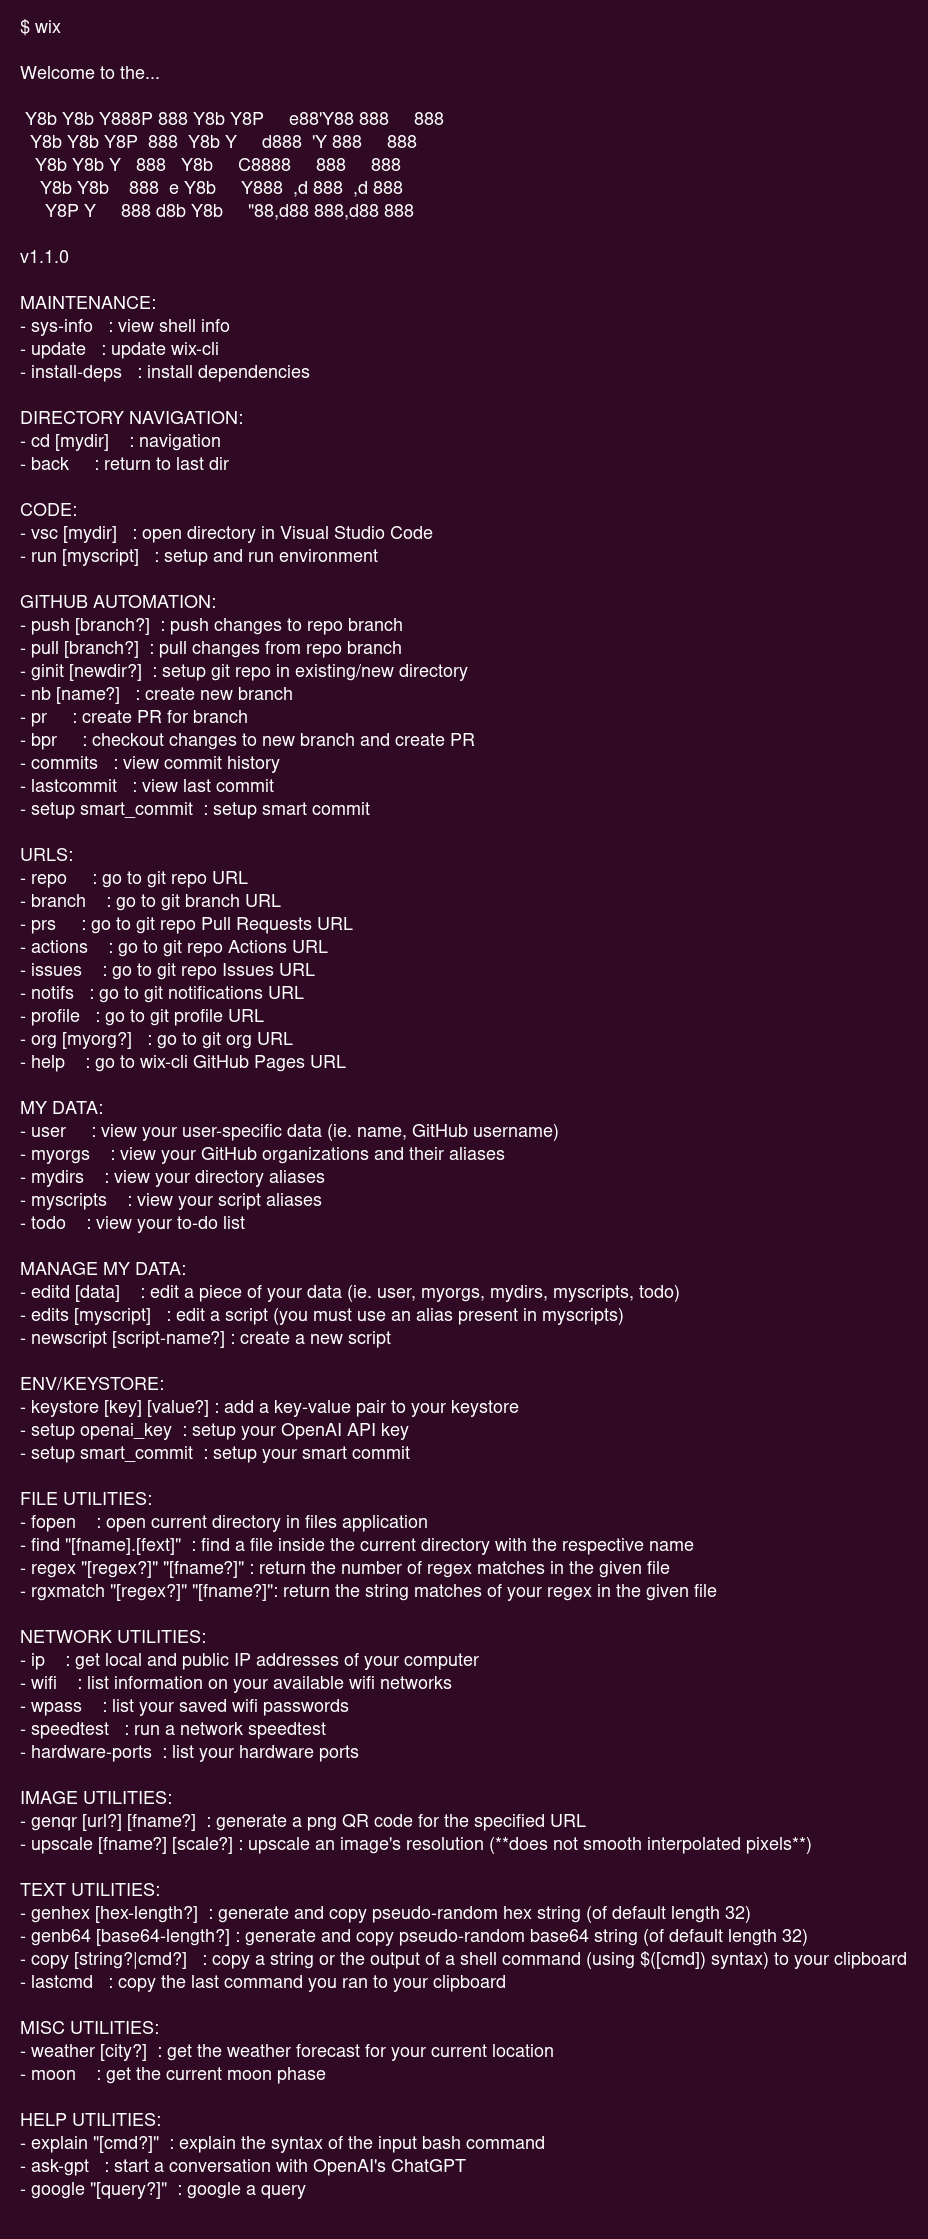 $ wix
Welcome to the...
Y8b Y8b Y888P 888 Y8b Y8P     e88'Y88 888     888
Y8b Y8b Y8P  888  Y8b Y     d888  'Y 888     888
Y8b Y8b Y   888   Y8b     C8888     888     888
Y8b Y8b    888  e Y8b     Y888  ,d 888  ,d 888
Y8P Y     888 d8b Y8b     "88,d88 888,d88 888
v1.1.0
MAINTENANCE:
- sys-info   : view shell info
- update   : update wix-cli
- install-deps   : install dependencies
DIRECTORY NAVIGATION:
- cd [mydir]    : navigation
- back     : return to last dir
CODE:
- vsc [mydir]   : open directory in Visual Studio Code
- run [myscript]   : setup and run environment
GITHUB AUTOMATION:
- push [branch?]  : push changes to repo branch
- pull [branch?]  : pull changes from repo branch
- ginit [newdir?]  : setup git repo in existing/new directory
- nb [name?]   : create new branch
- pr     : create PR for branch
- bpr     : checkout changes to new branch and create PR
- commits   : view commit history
- lastcommit   : view last commit
- setup smart_commit  : setup smart commit
URLS:
- repo     : go to git repo URL
- branch    : go to git branch URL
- prs     : go to git repo Pull Requests URL
- actions    : go to git repo Actions URL
- issues    : go to git repo Issues URL
- notifs   : go to git notifications URL
- profile   : go to git profile URL
- org [myorg?]   : go to git org URL
- help    : go to wix-cli GitHub Pages URL
MY DATA:
- user     : view your user-specific data (ie. name, GitHub username)
- myorgs    : view your GitHub organizations and their aliases
- mydirs    : view your directory aliases
- myscripts    : view your script aliases
- todo    : view your to-do list
MANAGE MY DATA:
- editd [data]    : edit a piece of your data (ie. user, myorgs, mydirs, myscripts, todo)
- edits [myscript]   : edit a script (you must use an alias present in myscripts)
- newscript [script-name?] : create a new script
ENV/KEYSTORE:
- keystore [key] [value?] : add a key-value pair to your keystore
- setup openai_key  : setup your OpenAI API key
- setup smart_commit  : setup your smart commit
FILE UTILITIES:
- fopen    : open current directory in files application
- find "[fname].[fext]"  : find a file inside the current directory with the respective name
- regex "[regex?]" "[fname?]" : return the number of regex matches in the given file
- rgxmatch "[regex?]" "[fname?]": return the string matches of your regex in the given file
NETWORK UTILITIES:
- ip    : get local and public IP addresses of your computer
- wifi    : list information on your available wifi networks
- wpass    : list your saved wifi passwords
- speedtest   : run a network speedtest
- hardware-ports  : list your hardware ports
IMAGE UTILITIES:
- genqr [url?] [fname?]  : generate a png QR code for the specified URL
- upscale [fname?] [scale?] : upscale an image's resolution (**does not smooth interpolated pixels**)
TEXT UTILITIES:
- genhex [hex-length?]  : generate and copy pseudo-random hex string (of default length 32)
- genb64 [base64-length?] : generate and copy pseudo-random base64 string (of default length 32)
- copy [string?|cmd?]   : copy a string or the output of a shell command (using $([cmd]) syntax) to your clipboard
- lastcmd   : copy the last command you ran to your clipboard
MISC UTILITIES:
- weather [city?]  : get the weather forecast for your current location
- moon    : get the current moon phase
HELP UTILITIES:
- explain "[cmd?]"  : explain the syntax of the input bash command
- ask-gpt   : start a conversation with OpenAI's ChatGPT
- google "[query?]"  : google a query